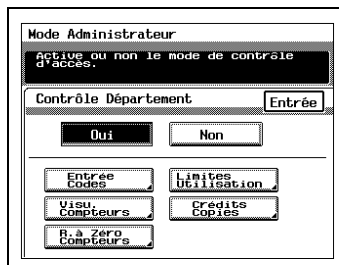 Mode Administrateur
Active ou non le mode de contrôle
d'accès.
Contrôle Département
Entrée
Oui
Non
Entrée
Codes
Limites
Utilisation
Visu.
Compteurs
Crédits
Copies
R.à Zéro
Compteurs